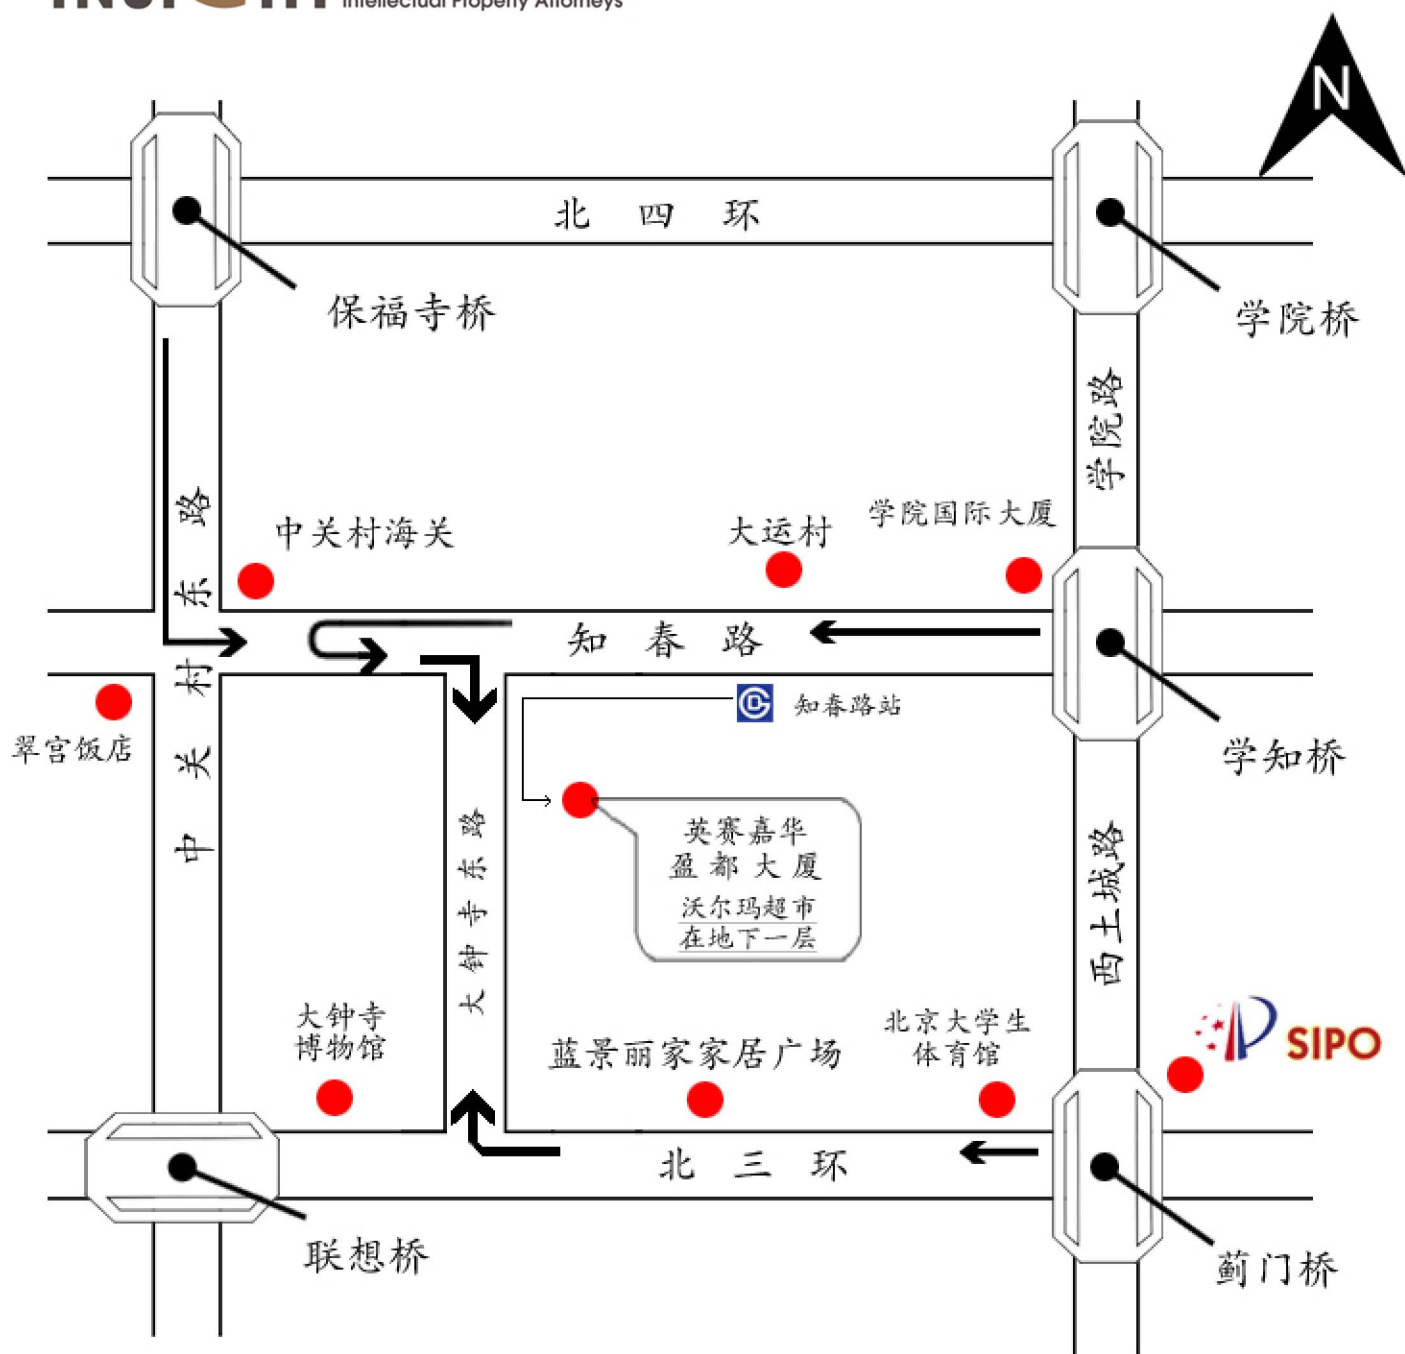 Intellectual Property Attorneys
N
北四环
保福寺桥
学院桥
学院路
中关村海关
大运村
学院国际大厦
知春路
中关村东路
翠宫饭店
知春路站
学知桥
英赛嘉华
盈都大厦
沃尔玛超市
在地下一层
大钟寺东路
西土城路
大钟寺
博物馆
蓝景丽家家居广场
北京大学生
体育馆
SIPO
北三环
联想桥
蓟门桥